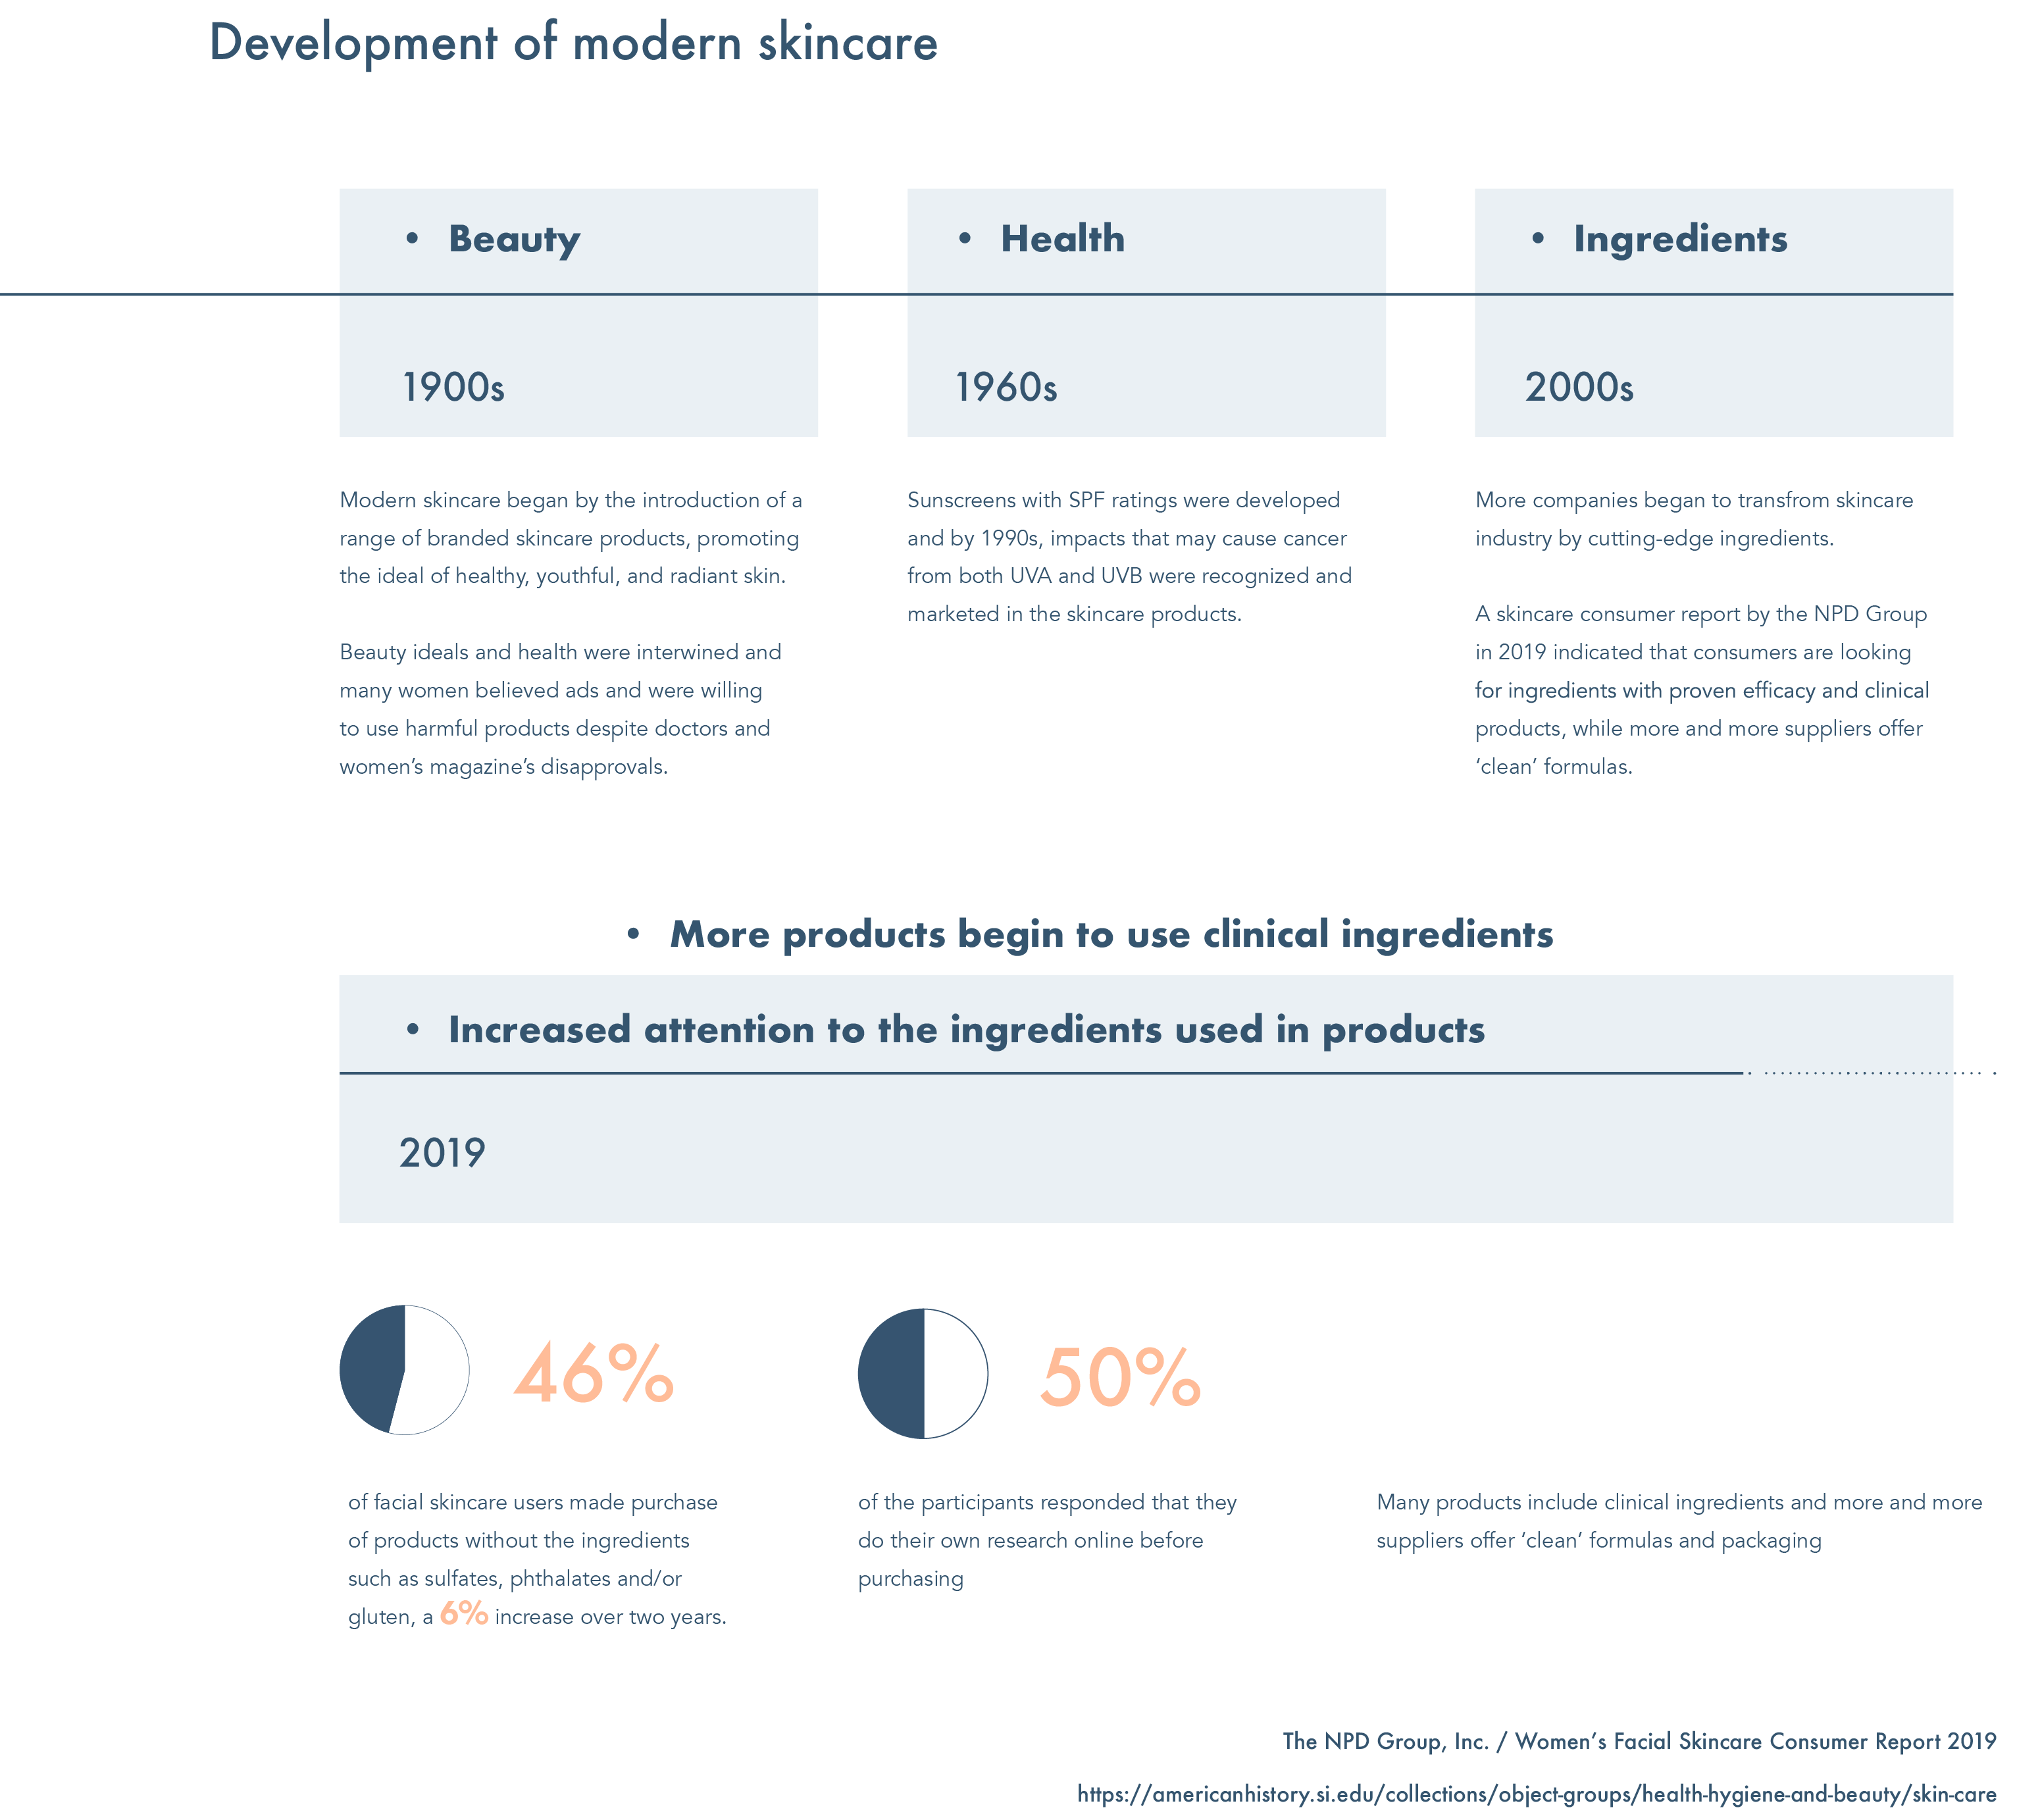 Development of modern skincare
• Beauty
1900s
Modern skincare began by the introduction of a
range of branded skincare products, promoting
the ideal of healthy, youthful, and radiant skin.
Beauty ideals and health were interwined and
many women believed ads and were willing
to use harmful products despite doctors and
women’s magazine’s disapprovals.
• Health
1960s
Sunscreens with SPF ratings were developed
and by 1990s, impacts that may cause cancer
from both UVA and UVB were recognized and
marketed in the skincare products.
• Ingredients
2000s
More companies began to transfrom skincare
industry by cutting-edge ingredients.
A skincare consumer report by the NPD Group
in 2019 indicated that consumers are looking
for ingredients with proven efficacy and clinical
products, while more and more suppliers offer
‘clean’ formulas.
• More products begin to use clinical ingredients
• Increased attention to the ingredients used in products
2019
46%
of facial skincare users made purchase
of products without the ingredients
such as sulfates, phthalates and/or
gluten, a 6% increase over two years.
50%
of the participants responded that they
do their own research online before
purchasing
Many products include clinical ingredients and more and more
suppliers offer ‘clean’ formulas and packaging
The NPD Group, Inc. / Women’s Facial Skincare Consumer Report 2019
https://americanhistory.si.edu/collections/object-groups/health-hygiene-and-beauty/skin-care